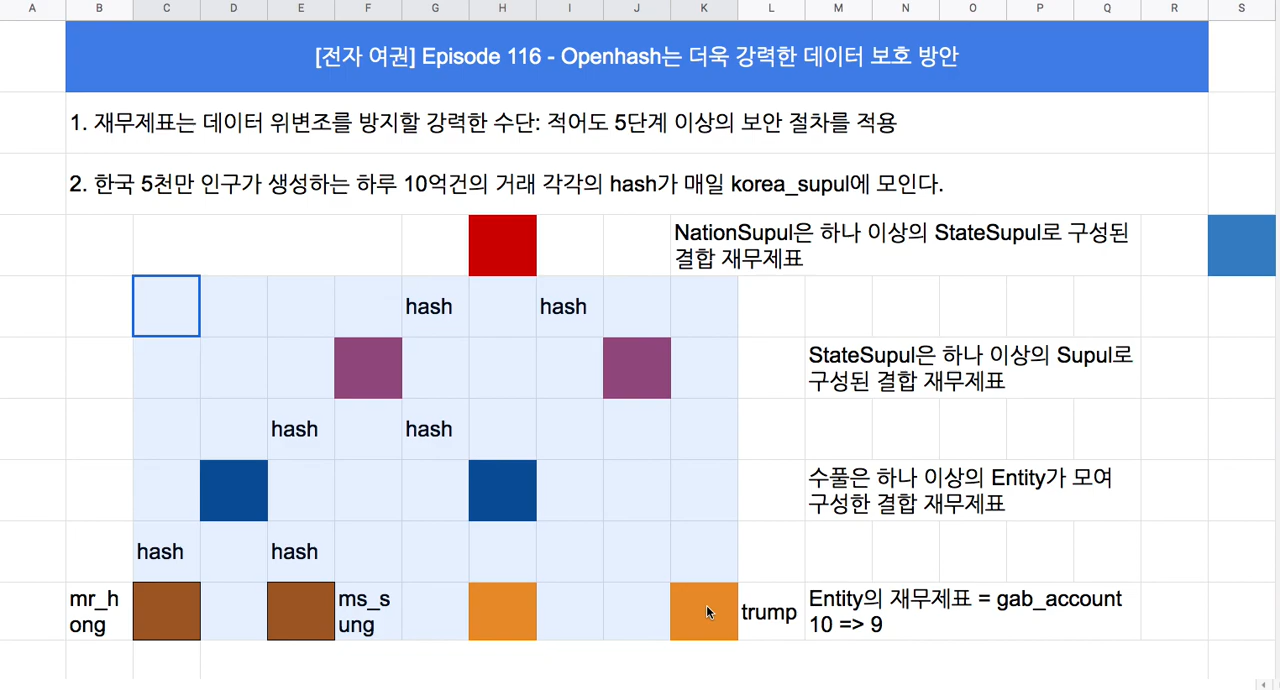 A B C D E F G H I J K L M N O P Q R S
[전자 여권] Episode 116 - Openhash는 더욱 강력한 데이터 보호 방안
1. 재무제표는 데이터 위변조를 방지할 강력한 수단: 적어도 5단계 이상의 보안 절차를 적용
2. 한국 5천만 인구가 생성하는 하루 10억건의 거래 각각의 hash가 매일 korea_supul에 모인다.
NationSupul은 하나 이상의 StateSupul로 구성된
결합 재무제표
hash hash
StateSupul은 하나 이상의 Supul로
구성된 결합 재무제표
hash hash
수풀은 하나 이상의 Entity가 모여
구성한 결합 재무제표
hash hash
mr_h
ong
ms_s
ung
trump
Entity의 재무제표 = gab_account
10 => 9